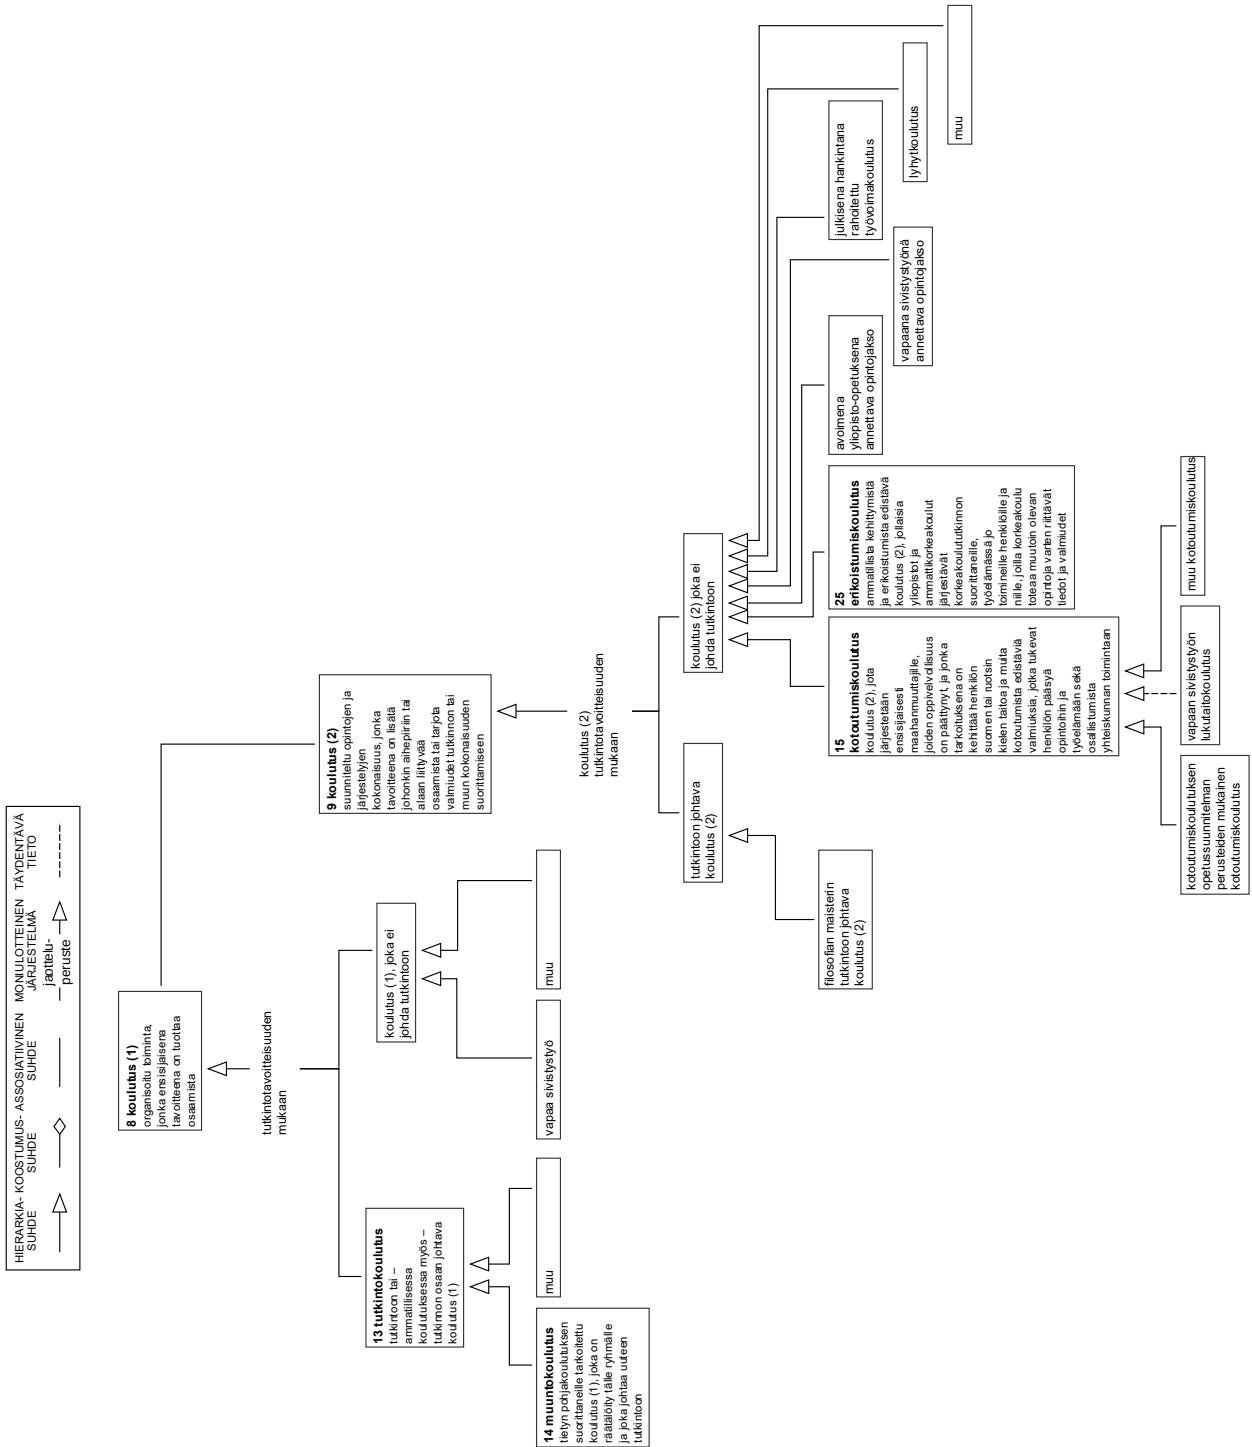 HIERARKIA-
SUHDE
KOOSTUMUS-
SUHDE
ASSOSIATIIVINEN
SUHDE
MONIULOTTEINEN
JÄRJESTELMÄ
jaottelu-
peruste
TÄYDENTÄVÄ
TIETO
8 koulutus (1)
organisoitu toiminta,
jonka ensisijaisena
tavoitteena on tuottaa
osaamista
tutkintotavoitteisuuden
mukaan
13 tutkintokoulutus
tutkintoon tai –
ammatillisessa
koulutuksessa myös –
tutkinnon osaan johtava
koulutus (1)
14 muuntokoulutus
tietyn pohjakoulutuksen
suorittaneille tarkoitettu
koulutus (1), joka on
räätälöity tälle ryhmälle
ja joka johtaa uuteen
tutkintoon
muu
koulutus (1), joka ei
johda tutkintoon
vapaa sivistystyö
muu
9 koulutus (2)
suunniteltu opintojen ja
järjestelyjen
kokonaisuus, jonka
tavoitteena on lisätä
johonkin aihepiiriin tai
alaan liittyvää
osaamista tai tarjota
valmiudet tutkinnon tai
muun kokonaisuuden
suorittamiseen
koulutus (2)
tutkintotavoitteisuuden
mukaan
tutkintoon johtava
koulutus (2)
filosofian maisterin
tutkintoon johtava
koulutus (2)
koulutus (2) joka ei
johda tutkintoon
15
kotoutumiskoulutus
koulutus (2), jota
järjestetään
ensisijaisesti
maahanmuuttajille,
joiden oppivelvollisuus
on päättynyt, ja jonka
tarkoituksena on
kehittää henkilön
suomen tai ruotsin
kielen taitoa ja muita
kotoutumista edistäviä
valmiuksia, jotka tukevat
henkilön pääsyä
opintoihin ja
työelämään sekä
osallistumista
yhteiskunnan toimintaan
kotoutumiskoulutuksen
opetussuunnitelman
perusteiden mukainen
kotoutumiskoulutus
vapaan sivistystyön
lukutaitokoulutus
muu kotoutumiskoulutus
25
erikoistumiskoulutus
ammatillista kehittymistä
ja erikoistumista edistävä
koulutus (2), jollaisia
yliopistot ja
ammattikorkeakoulut
järjestävät
korkeakoulututkinnon
suorittaneille,
työelämässä jo
toimineille henkilöille ja
niille, joilla korkeakoulu
toteaa muutoin olevan
opintoja varten riittävät
tiedot ja valmiudet
avoimena
yliopisto-opetuksena
annettava opintojakso
vapaana sivistystyönä
annettava opintojakso
julkisena hankintana
rahoitettu
työvoimakoulutus
lyhytkoulutus
muu